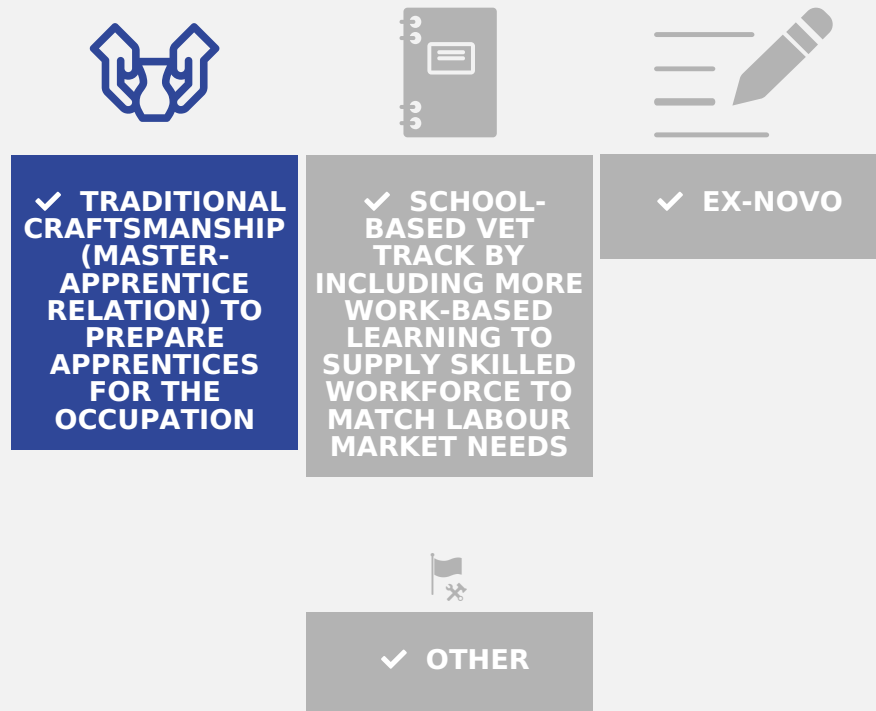 TRADITIONAL
CRAFTSMANSHIP
(MASTER-
APPRENTICE
RELATION) TO
PREPARE
APPRENTICES
FOR THE
OCCUPATION
SCHOOL-
BASED VET
TRACK BY
INCLUDING MORE
WORK-BASED
LEARNING TO
SUPPLY SKILLED
WORKFORCE TO
MATCH LABOUR
MARKET NEEDS
EX-NOVO
OTHER